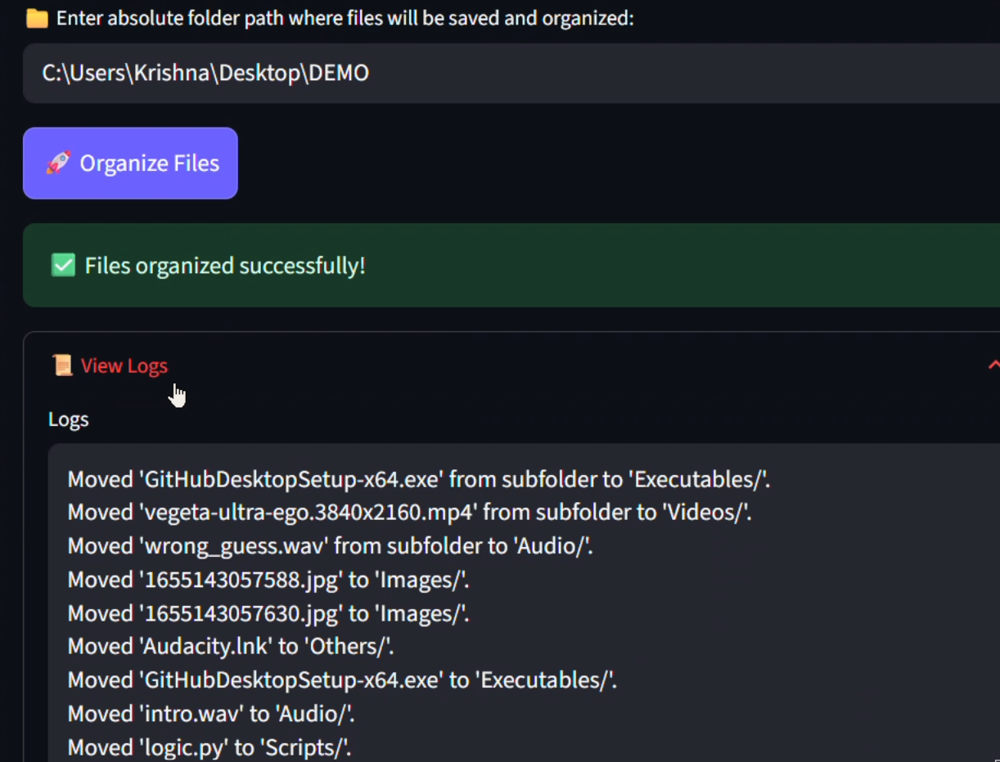 Enter absolute folder path where files will be saved and organized:
C:\Users\Krishna\Desktop\DEMO
Organize Files
Files organized successfully!
View Logs
Logs
Moved 'GitHubDesktopSetup-x64.exe' from subfolder to 'Executables/'.
Moved 'vegeta-ultra-ego.3840x2160.mp4' from subfolder to 'Videos/'.
Moved 'wrong_guess.wav' from subfolder to 'Audio/'.
Moved '1655143057588.jpg' to 'Images/'.
Moved '1655143057630.jpg' to 'Images/'.
Moved 'Audacity.lnk' to 'Others/'.
Moved 'GitHubDesktopSetup-x64.exe' to 'Executables/'.
Moved 'intro.wav' to 'Audio/'.
Moved 'logic.py' to 'Scripts/'.